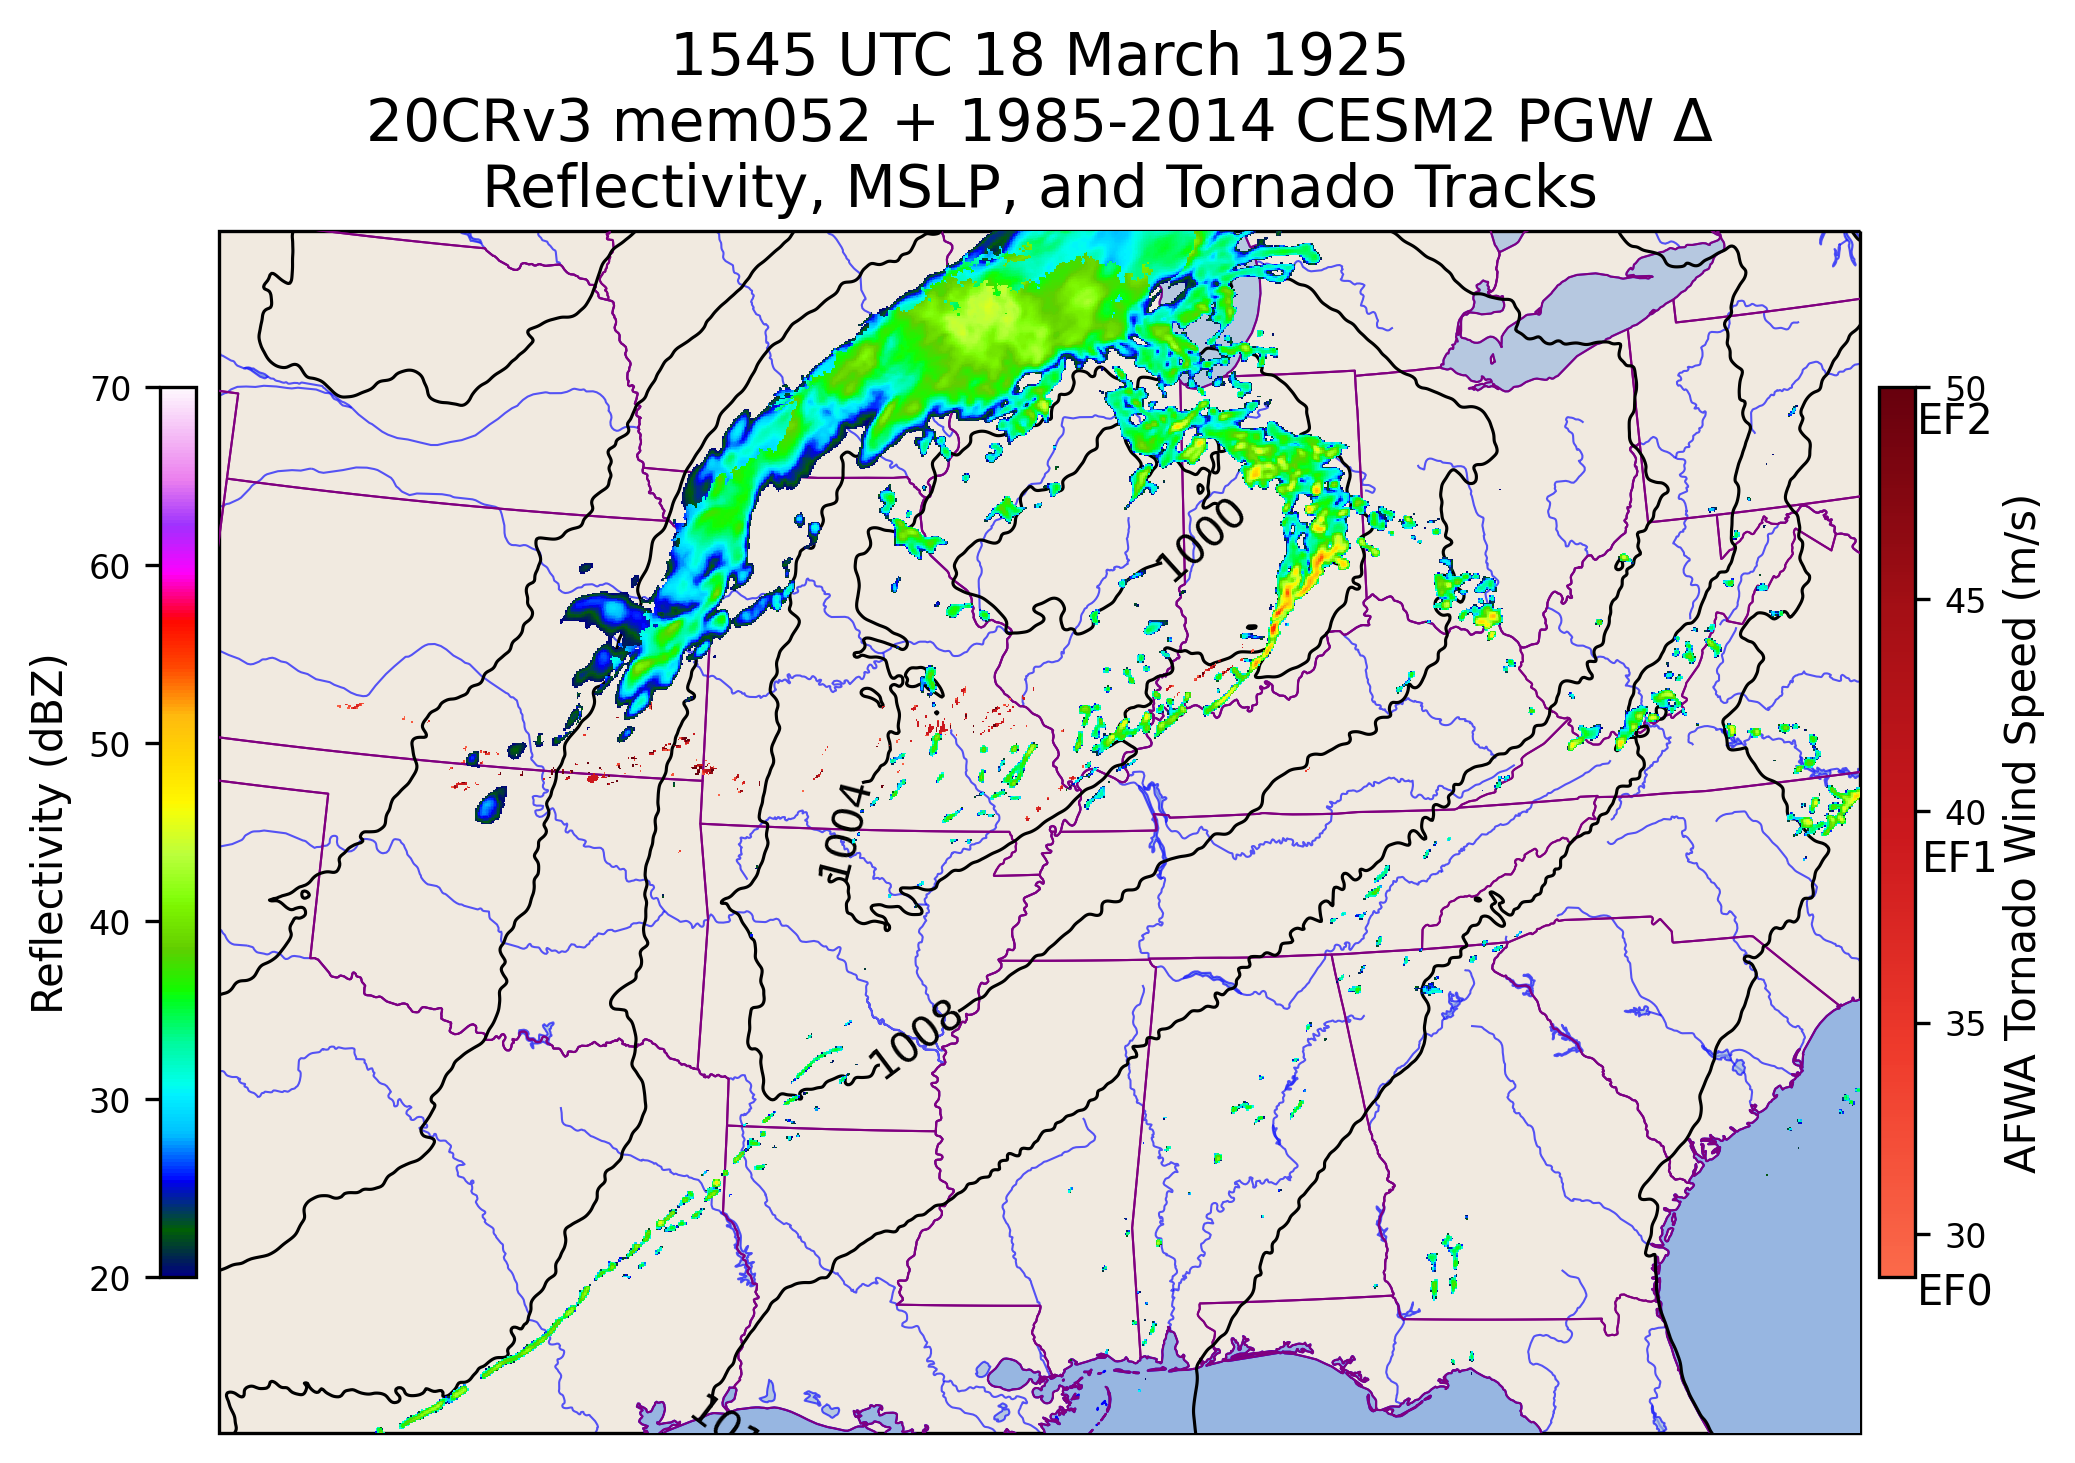 1545 UTC 18 March 1925
20CRv3 mem052 + 1985-2014 CESM2 PGW Δ
Reflectivity, MSLP, and Tornado Tracks
70
60
50
40
30
20
Reflectivity (dBZ)
1000
1004
1008
50
EF2
45
40
EF1
35
30
EF0
AFWA Tornado Wind Speed (m/s)